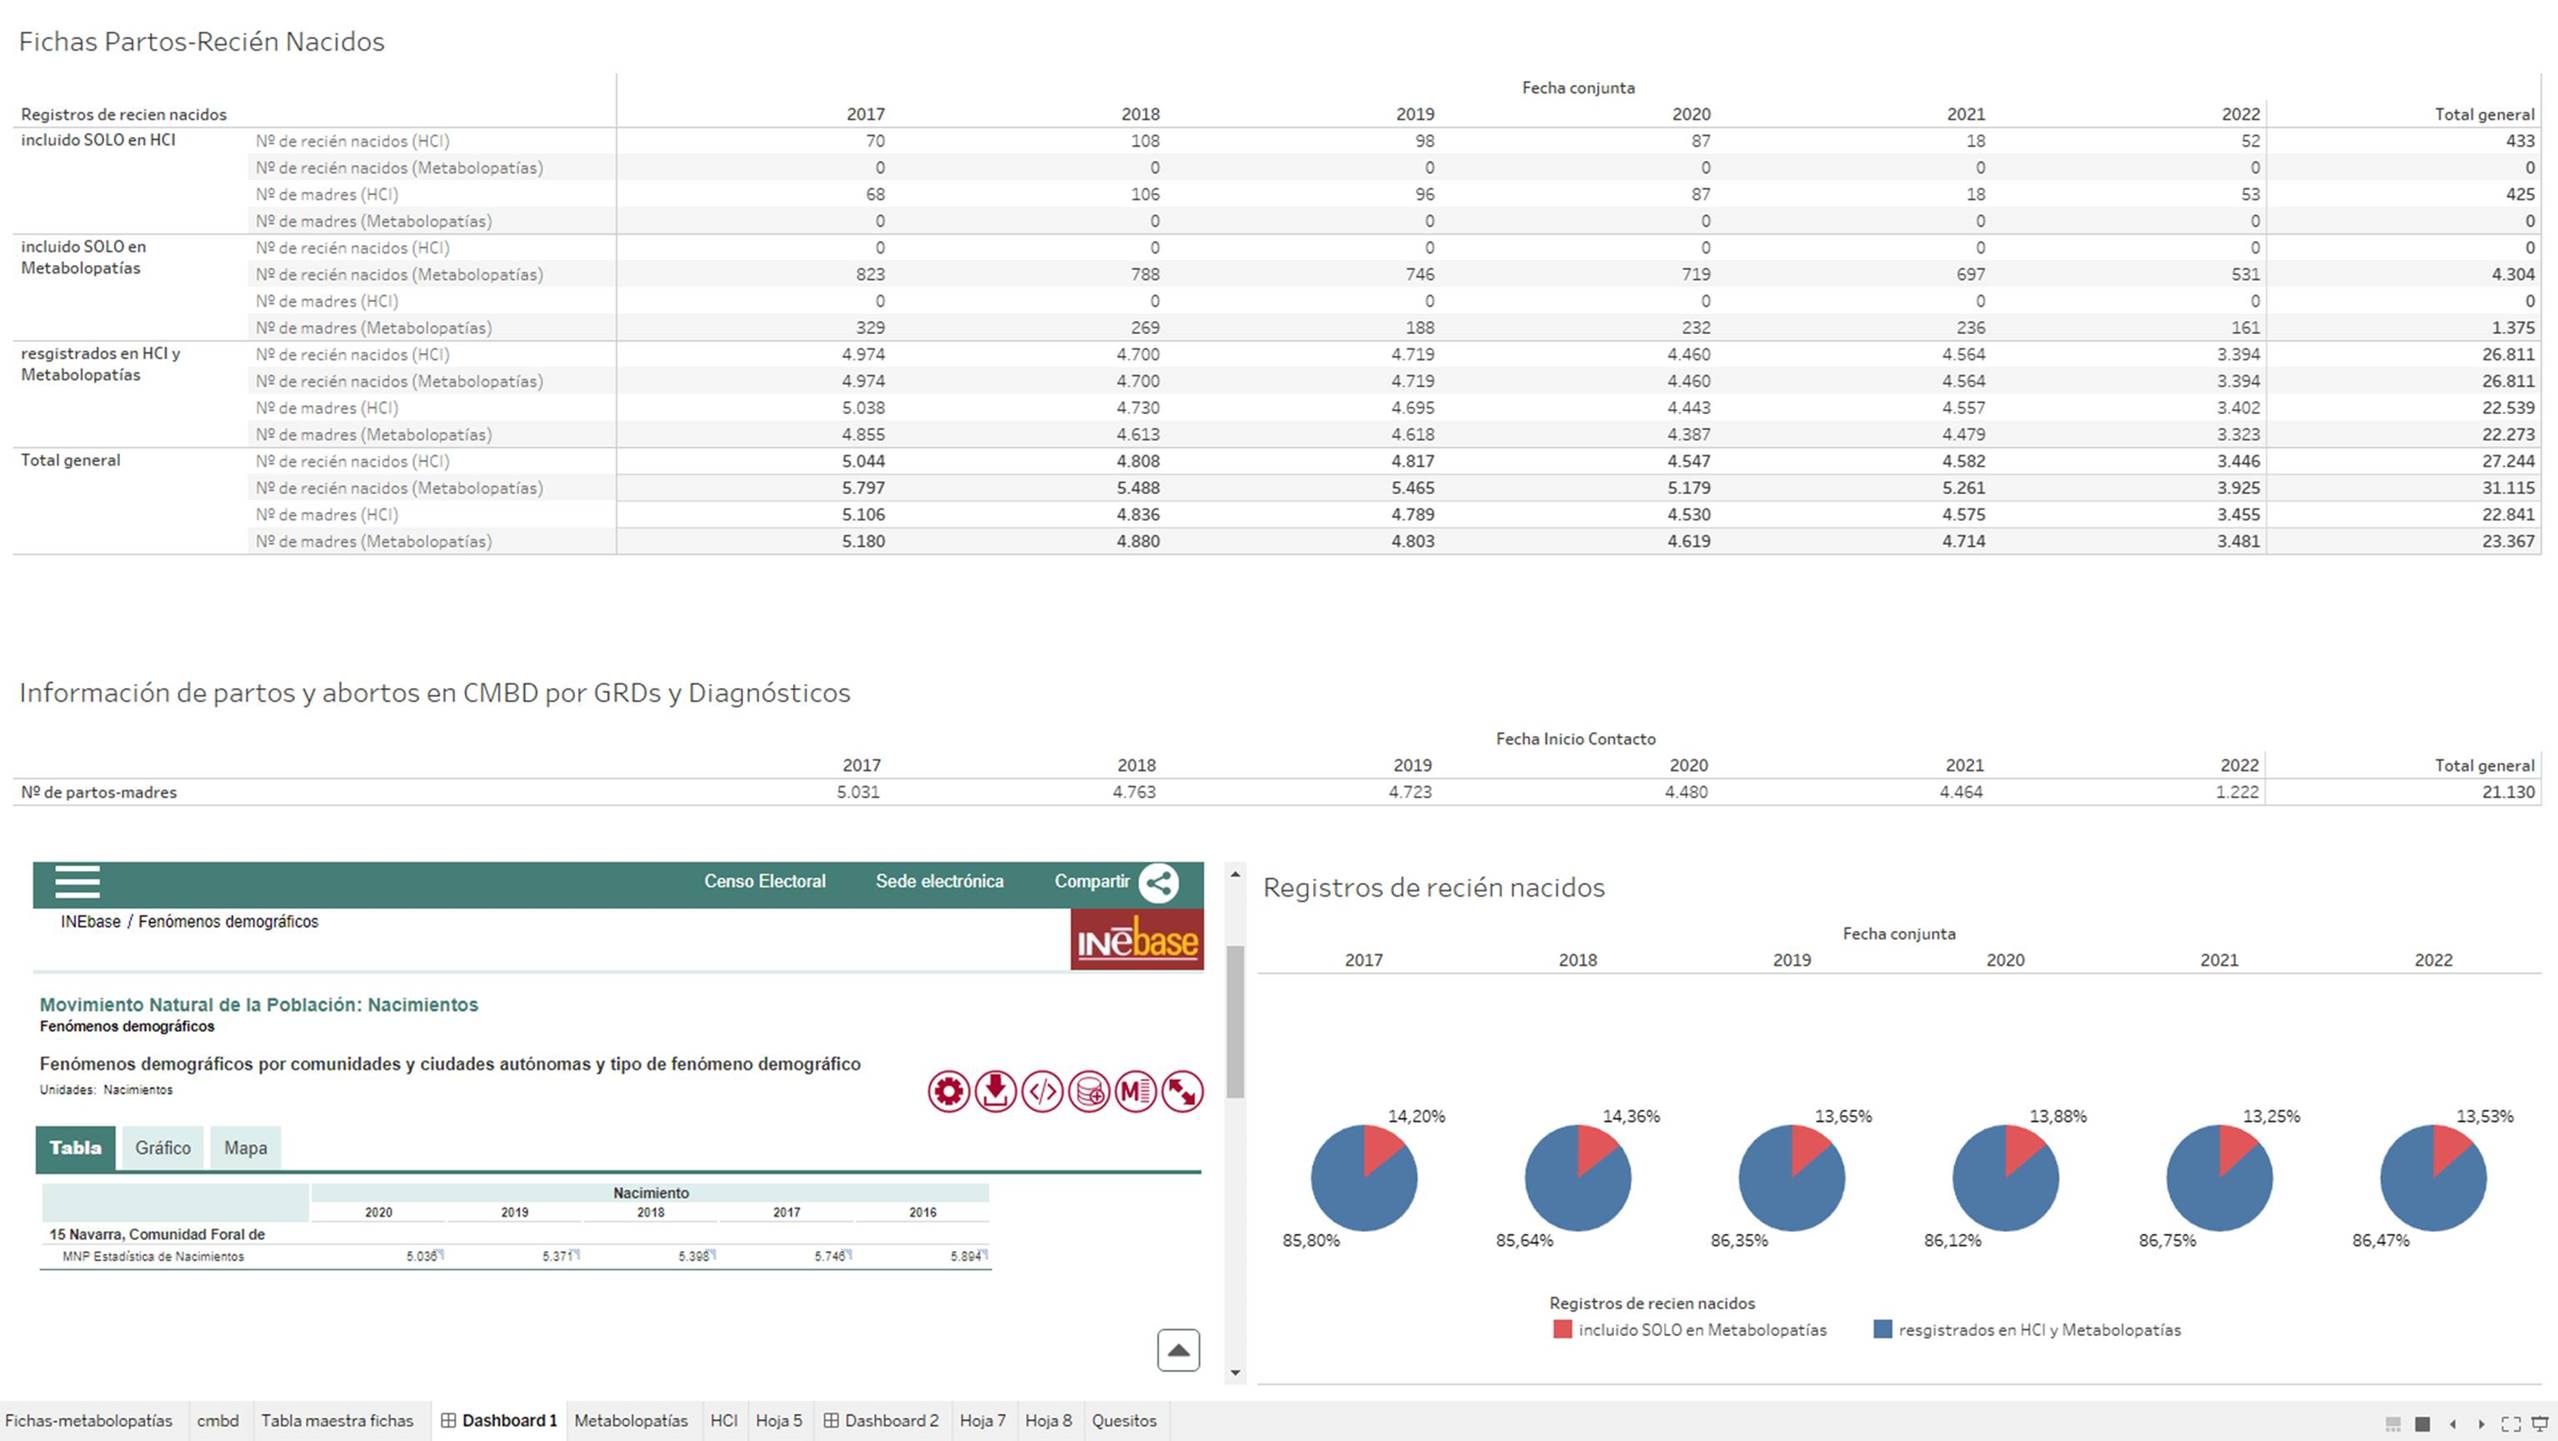 Fichas Partos-Recién Nacidos
Fecha conjunta
Registros de recien nacidos 2017 2018 2019 2020 2021 2022 Total general
incluido SOLO en HCI Nº de recién nacidos (HCI) 70 108 98 87 18 52 433
Nº de recién nacidos (Metabolopatías) 0 0 0 0 0 0 0
Nº de madres (HCI) 68 106 96 87 18 53 425
Nº de madres (Metabolopatías) 0 0 0 0 0 0 0
incluido SOLO en Nº de recién nacidos (HCI) 0 0 0 0 0 0 0
Metabolopatías Nº de recién nacidos (Metabolopatías) 823 788 746 719 697 531 4.304
Nº de madres (HCI) 0 0 0 0 0 0 0
Nº de madres (Metabolopatías) 329 269 188 232 236 161 1.375
resgistrados en HCI y Nº de recién nacidos (HCI) 4.974 4.700 4.719 4.460 4.564 3.394 26.811
Metabolopatías Nº de recién nacidos (Metabolopatías) 4.974 4.700 4.719 4.460 4.564 3.394 26.811
Nº de madres (HCI) 5.038 4.730 4.695 4.443 4.557 3.402 22.539
Nº de madres (Metabolopatías) 4.855 4.613 4.618 4.387 4.479 3.323 22.273
Total general Nº de recién nacidos (HCI) 5.044 4.808 4.817 4.547 4.582 3.446 27.244
Nº de recién nacidos (Metabolopatías) 5.797 5.488 5.465 5.179 5.261 3.925 31.115
Nº de madres (HCI) 5.106 4.836 4.789 4.530 4.575 3.455 22.841
Nº de madres (Metabolopatías) 5.180 4.880 4.803 4.619 4.714 3.481 23.367
Información de partos y abortos en CMBD por GRDs y Diagnósticos
Fecha Inicio Contacto
2017 2018 2019 2020 2021 2022 Total general
Nº de partos-madres 5.031 4.763 4.723 4.480 4.464 1.222 21.130
Censo Electoral Sede electrónica Compartir
INEbase / Fenómenos demográficos
INēbase
Movimiento Natural de la Población: Nacimientos
Fenómenos demográficos
Fenómenos demográficos por comunidades y ciudades autónomas y tipo de fenómeno demográfico
Unidades: Nacimientos
</> M
Tabla Gráfico Mapa
Nacimiento
2020 2019 2018 2017 2016
15 Navarra, Comunidad Foral de
MNP Estadística de Nacimientos 5.036 5.371 5.398 5.746 5.894
Registros de recién nacidos
Fecha conjunta
2017 2018 2019 2020 2021 2022
14,20% 14,36% 13,65% 13,88% 13,25% 13,53%
85,80% 85,64% 86,35% 86,12% 86,75% 86,47%
Registros de recien nacidos
incluido SOLO en Metabolopatías resgistrados en HCI y Metabolopatías
Fichas-metabolopatías cmbd Tabla maestra fichas Dashboard 1 Metabolopatías HCI Hoja 5 Dashboard 2 Hoja 7 Hoja 8 Quesitos